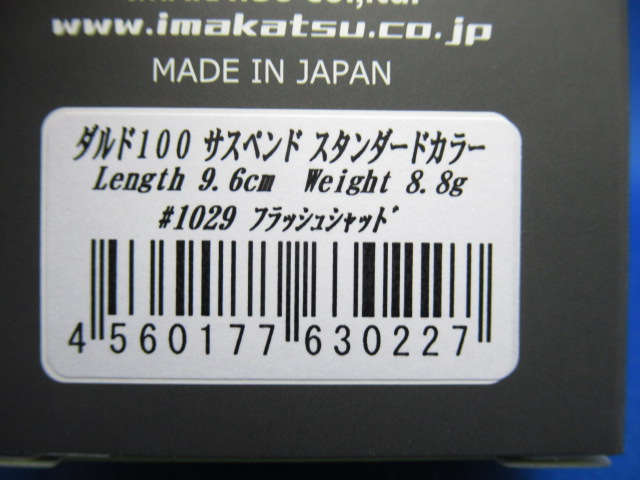 www.imakatsu.co.jp
MADE IN JAPAN
ダルド100 サスペンド スタンダードカラー
Length 9.6cm Weight 8.8g
#1029 フラッシュシャッド
4 560177 630227